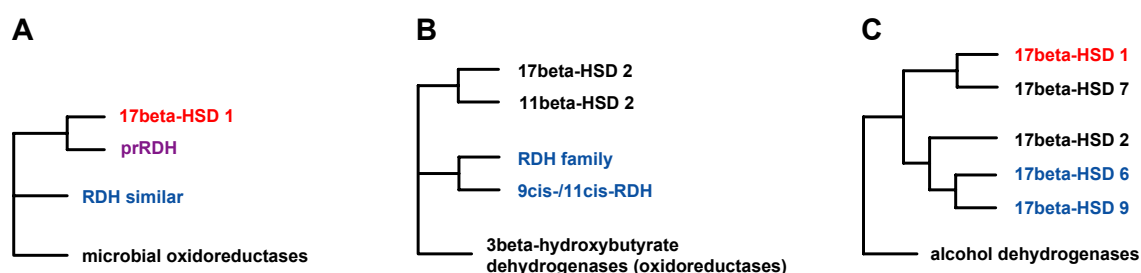 A
17beta-HSD 1
prRDH
RDH similar
microbial oxidoreductases
B
17beta-HSD 2
11beta-HSD 2
RDH family
9cis-/11cis-RDH
3beta-hydroxybutyrate
dehydrogenases (oxidoreductases)
C
17beta-HSD 1
17beta-HSD 7
17beta-HSD 2
17beta-HSD 6
17beta-HSD 9
alcohol dehydrogenases